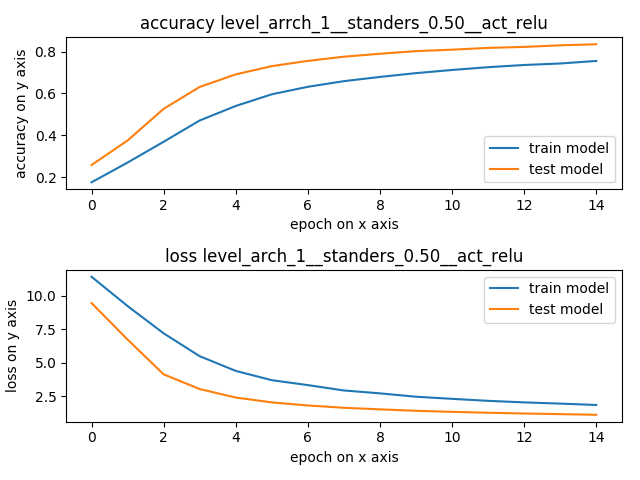 accuracy level_arrch_1__standers_0.50__act_relu
accuracy on y axis
0.8
0.6
0.4
0.2
train model
test model
0 2 4 6 8 10 12 14
epoch on x axis
loss level_arch_1__standers_0.50__act_relu
loss on y axis
10.0
7.5
5.0
2.5
train model
test model
0 2 4 6 8 10 12 14
epoch on x axis